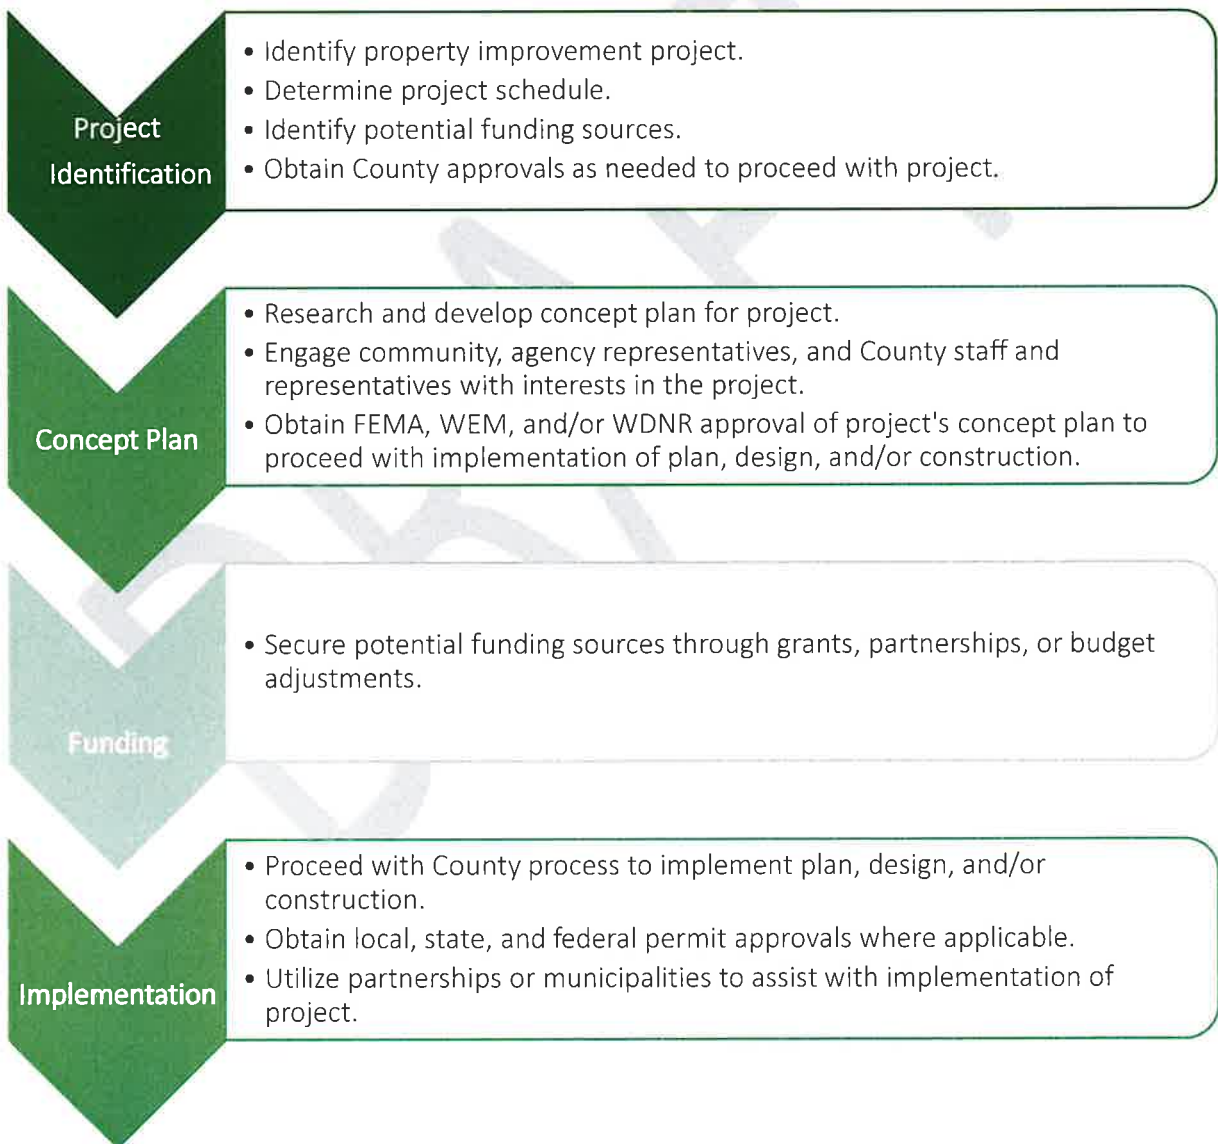 Project
Identification
• Identify property improvement project.
• Determine project schedule.
• Identify potential funding sources.
• Obtain County approvals as needed to proceed with project.
Concept Plan
• Research and develop concept plan for project.
• Engage community, agency representatives, and County staff and
representatives with interests in the project.
• Obtain FEMA, WEM, and/or WDNR approval of project's concept plan to
proceed with implementation of plan, design, and/or construction.
Funding
• Secure potential funding sources through grants, partnerships, or budget
adjustments.
Implementation
• Proceed with County process to implement plan, design, and/or
construction.
• Obtain local, state, and federal permit approvals where applicable.
• Utilize partnerships or municipalities to assist with implementation of
project.